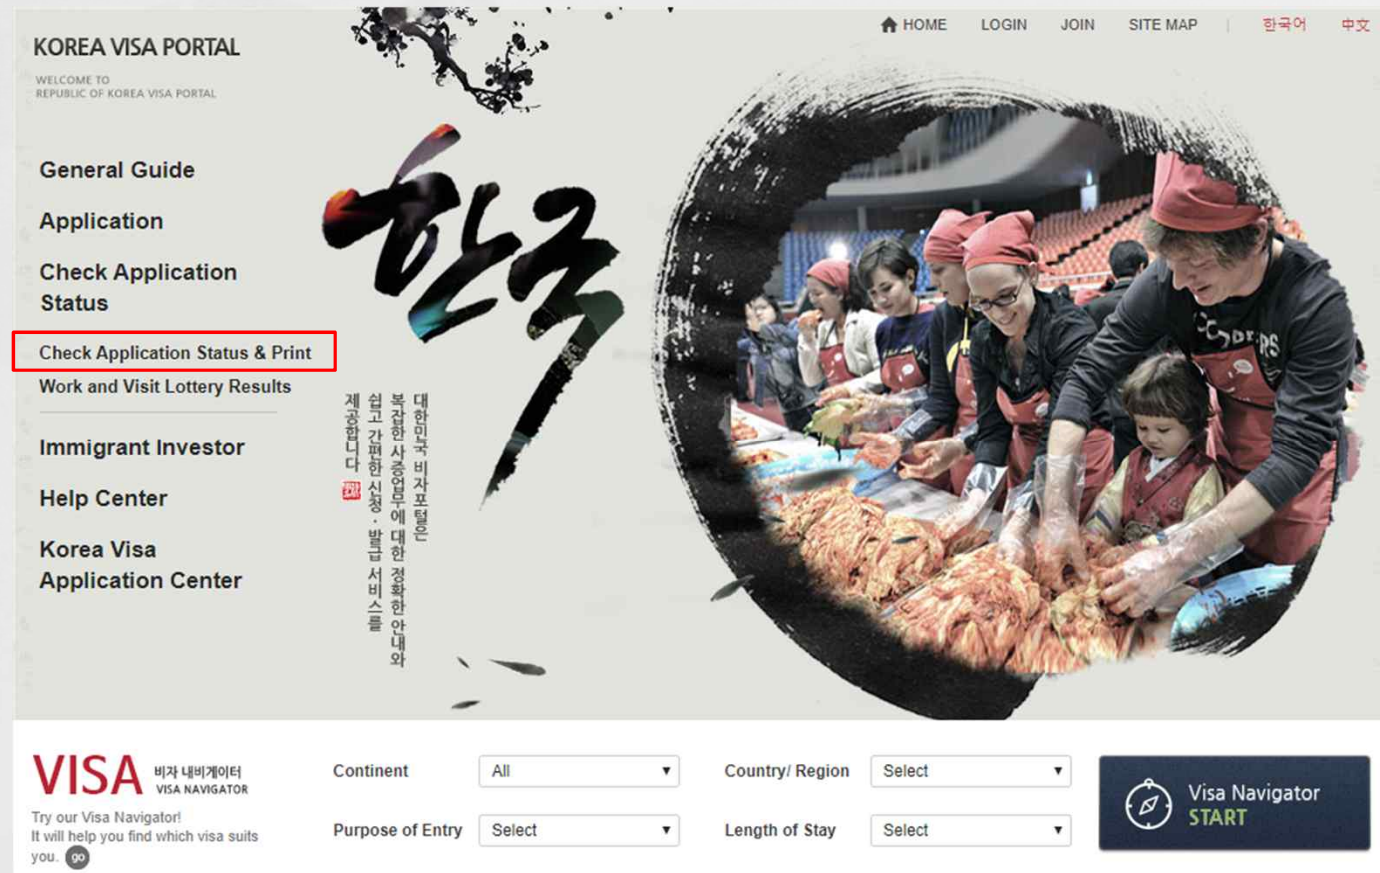 HOME LOGIN JOIN SITE MAP | 한국어 中文
KOREA VISA PORTAL
WELCOME TO
REPUBLIC OF KOREA VISA PORTAL
General Guide
Application
Check Application
Status
Check Application Status & Print
Work and Visit Lottery Results
Immigrant Investor
Help Center
Korea Visa
Application Center
한국
대한민국 비자포털은
복잡한 사증업무에 대한 정확한 안내와
쉽고 간편한 신청·발급 서비스를
제공합니다
VISA 비자 내비게이터
VISA NAVIGATOR
Try our Visa Navigator!
It will help you find which visa suits
you. go
Continent All
Country/ Region Select
Purpose of Entry Select
Length of Stay Select
Visa Navigator
START